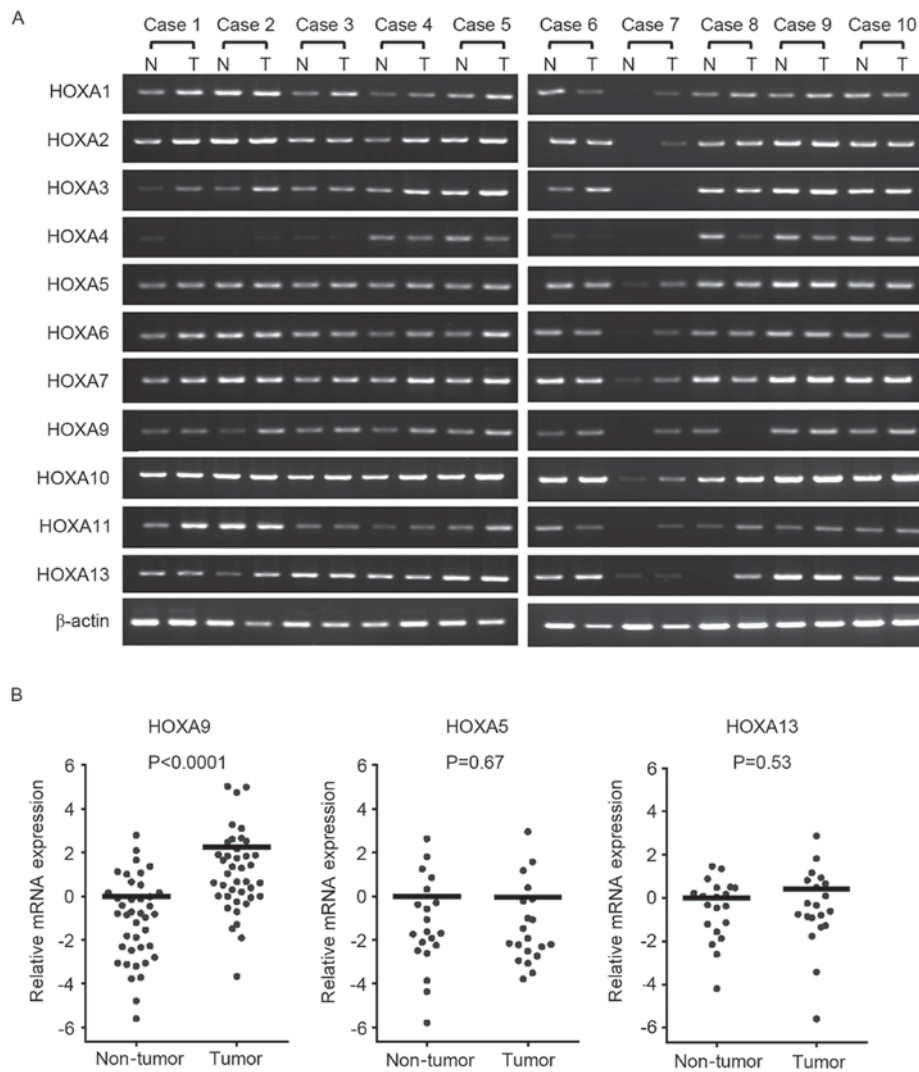 A
Case 1 Case 2 Case 3 Case 4 Case 5 Case 6 Case 7 Case 8 Case 9 Case 10
N T N T N T N T N T N T N T N T N T N T
HOXA1
HOXA2
HOXA3
HOXA4
HOXA5
HOXA6
HOXA7
HOXA9
HOXA10
HOXA11
HOXA13
β-actin
B
HOXA9
P<0.0001
Relative mRNA expression
6
4
2
0
-2
-4
-6
Non-tumor Tumor
HOXA5
P=0.67
Relative mRNA expression
6
4
2
0
-2
-4
-6
Non-tumor Tumor
HOXA13
P=0.53
Relative mRNA expression
6
4
2
0
-2
-4
-6
Non-tumor Tumor